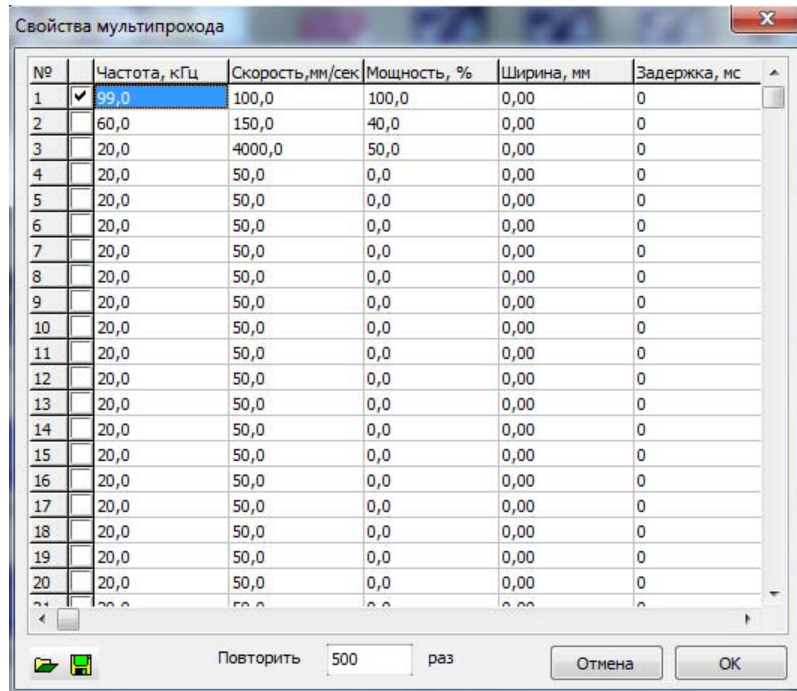 Свойства мультипрохода
№ Частота, кГц Скорость,мм/сек Мощность, % Ширина, мм Задержка, мс
1 99,0 100,0 100,0 0,00 0
2 60,0 150,0 40,0 0,00 0
3 20,0 4000,0 50,0 0,00 0
4 20,0 50,0 0,0 0,00 0
5 20,0 50,0 0,0 0,00 0
6 20,0 50,0 0,0 0,00 0
7 20,0 50,0 0,0 0,00 0
8 20,0 50,0 0,0 0,00 0
9 20,0 50,0 0,0 0,00 0
10 20,0 50,0 0,0 0,00 0
11 20,0 50,0 0,0 0,00 0
12 20,0 50,0 0,0 0,00 0
13 20,0 50,0 0,0 0,00 0
14 20,0 50,0 0,0 0,00 0
15 20,0 50,0 0,0 0,00 0
16 20,0 50,0 0,0 0,00 0
17 20,0 50,0 0,0 0,00 0
18 20,0 50,0 0,0 0,00 0
19 20,0 50,0 0,0 0,00 0
20 20,0 50,0 0,0 0,00 0
Повторить 500 раз Отмена ОК